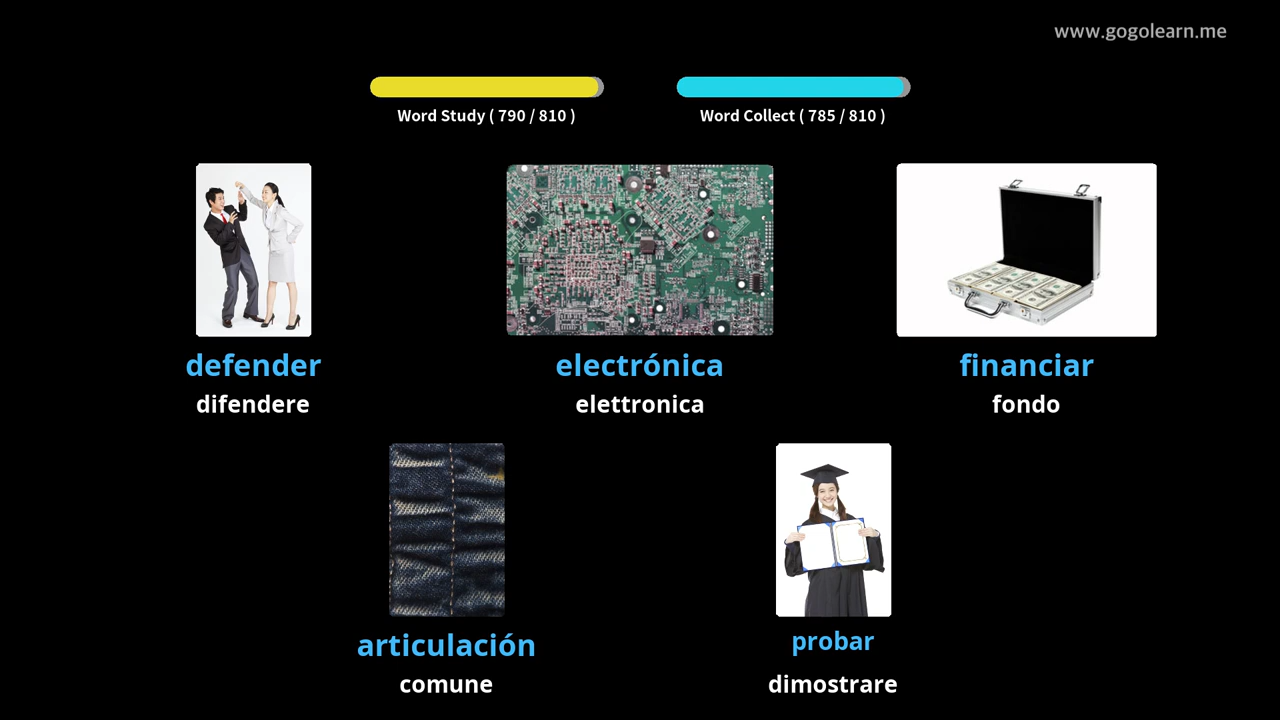 www.gogolearn.me
Word Study ( 790 / 810 )
Word Collect ( 785 / 810 )
defender
difendere
electrónica
elettronica
financiar
fondo
articulación
comune
probar
dimostrare